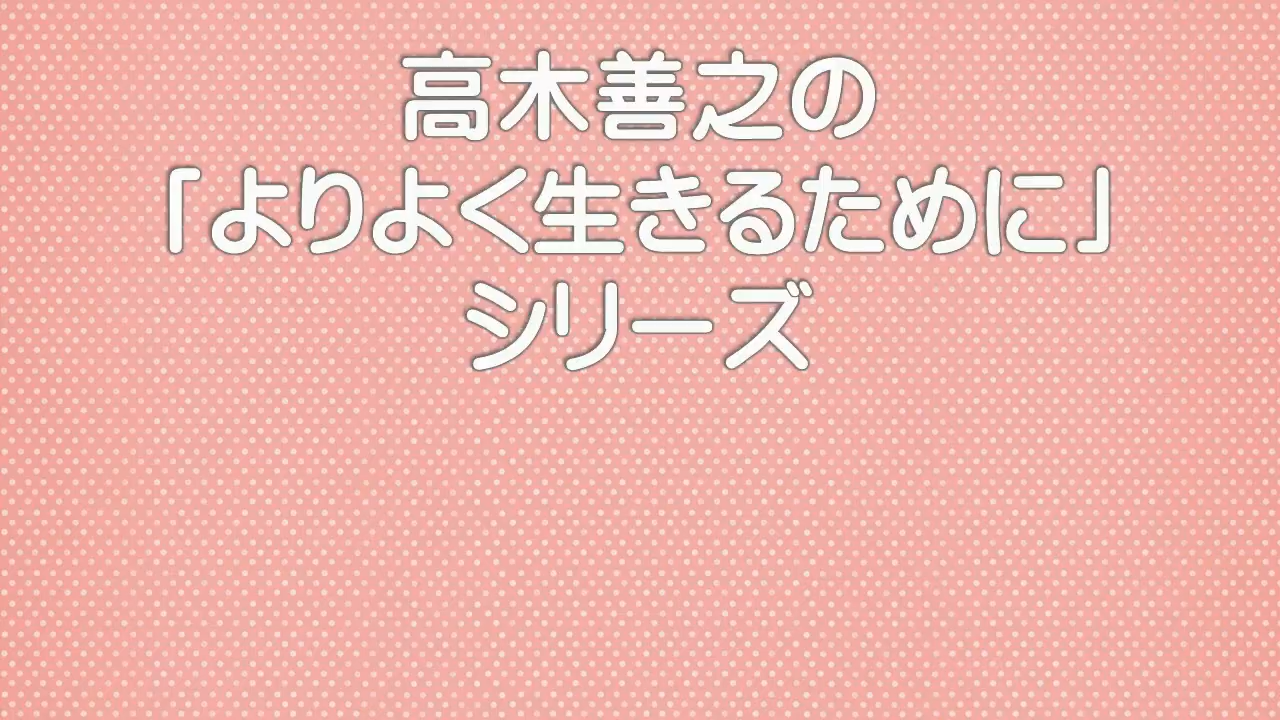 高木善之の
「よりよく生きるために」
シリーズ